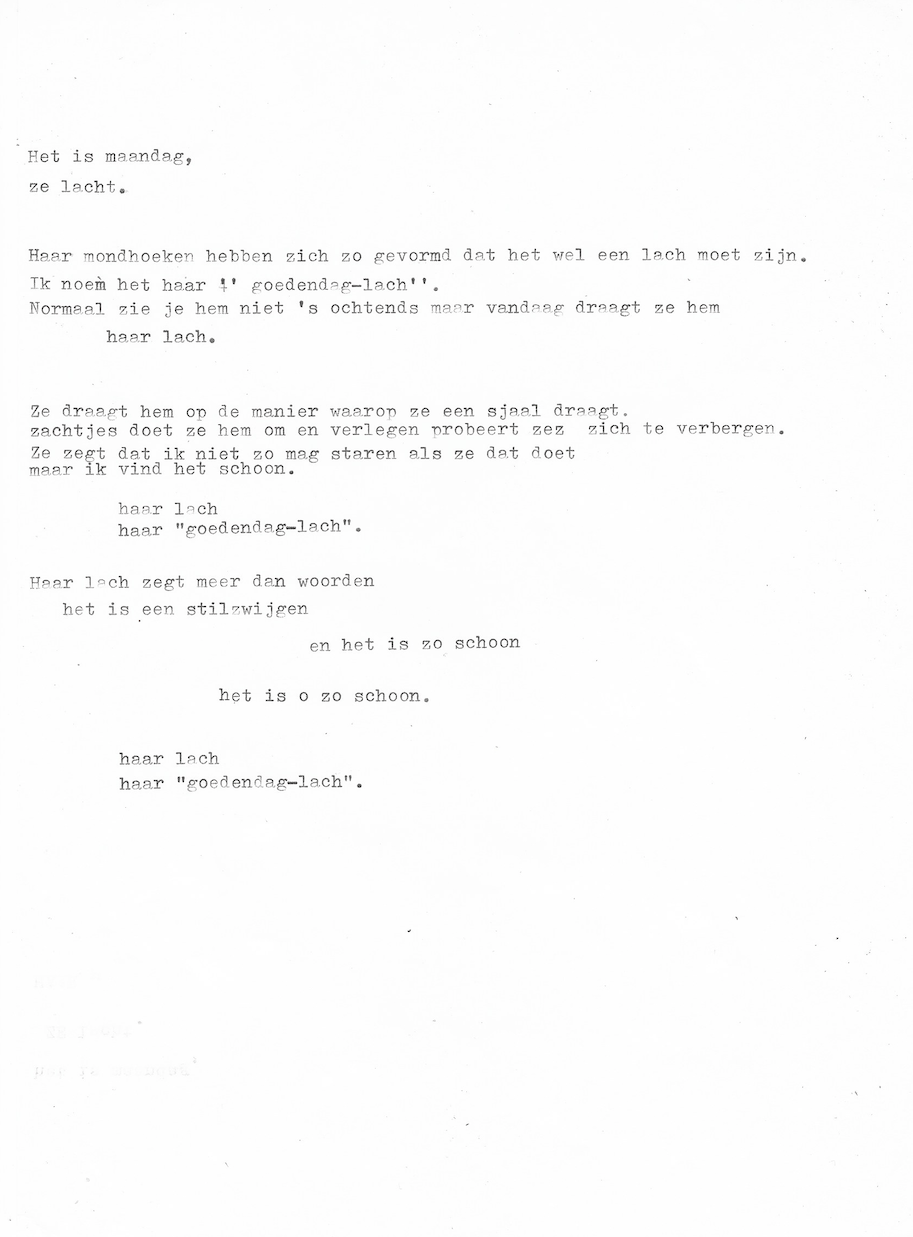 Het is maandag,
ze lacht.
Haar mondhoeken hebben zich zo gevormd dat het wel een lach moet zijn.
Ik noem het haar '' goedendag-lach''.
Normaal zie je hem niet 's ochtends maar vandaag draagt ze hem
haar lach.
Ze draagt hem op de manier waarop ze een sjaal draagt.
zachtjes doet ze hem om en verlegen probeert zez zich te verbergen.
Ze zegt dat ik niet zo mag staren als ze dat doet
maar ik vind het schoon.
haar lach
haar "goedendag-lach".
Haar lach zegt meer dan woorden
het is een stilzwijgen
en het is zo schoon
het is o zo schoon.
haar lach
haar "goedendag-lach".